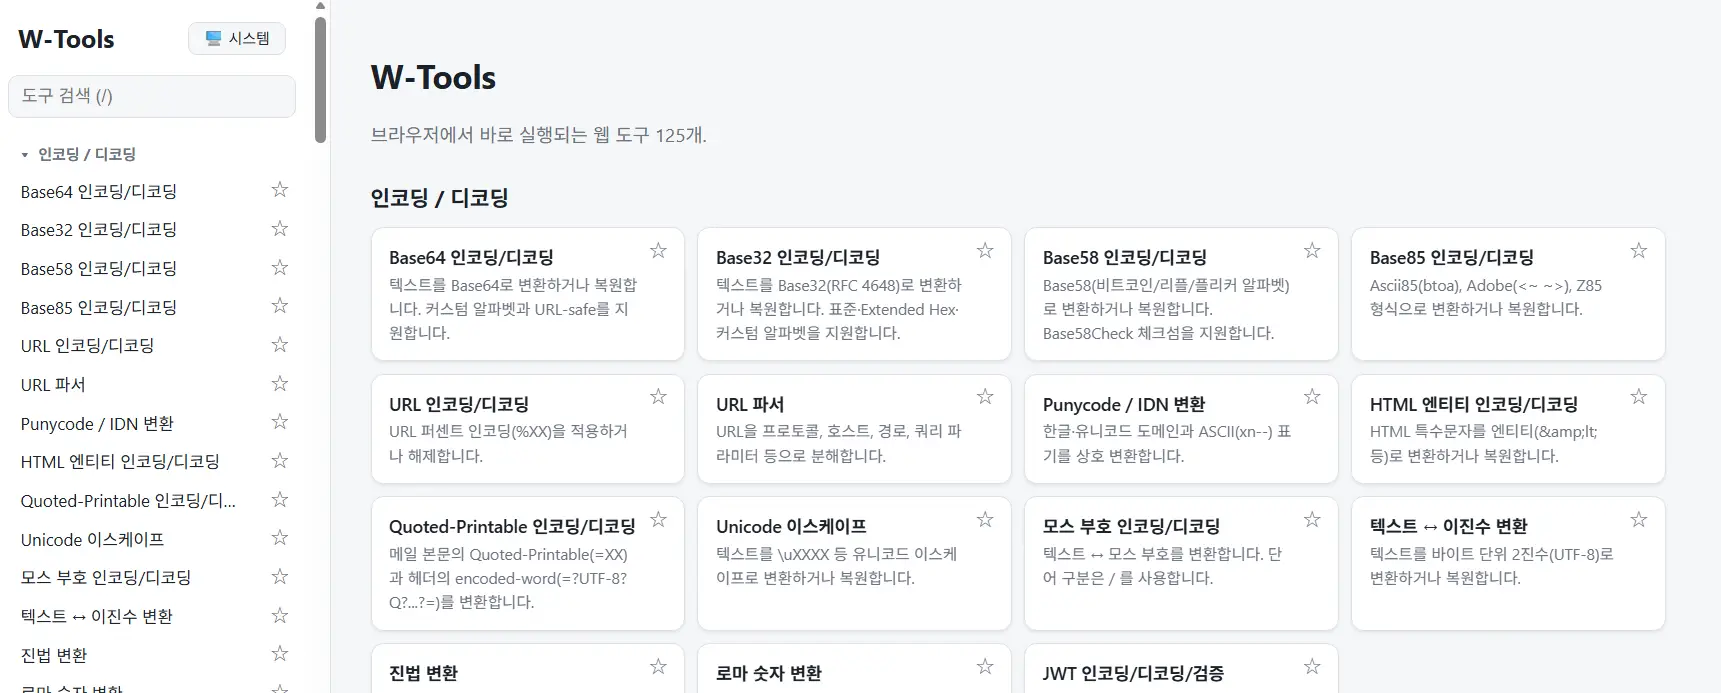 W-Tools
시스템
도구 검색 (/)
인코딩 / 디코딩
Base64 인코딩/디코딩
Base32 인코딩/디코딩
Base58 인코딩/디코딩
Base85 인코딩/디코딩
URL 인코딩/디코딩
URL 파서
Punycode / IDN 변환
HTML 엔티티 인코딩/디코딩
Quoted-Printable 인코딩/디...
Unicode 이스케이프
모스 부호 인코딩/디코딩
텍스트 ↔ 이진수 변환
진법 변환
로마 숫자 변환
W-Tools
브라우저에서 바로 실행되는 웹 도구 125개.
인코딩 / 디코딩
Base64 인코딩/디코딩
텍스트를 Base64로 변환하거나 복원합
니다. 커스텀 알파벳과 URL-safe를 지
원합니다.
Base32 인코딩/디코딩
텍스트를 Base32(RFC 4648)로 변환하
거나 복원합니다. 표준·Extended Hex·
커스텀 알파벳을 지원합니다.
Base58 인코딩/디코딩
Base58(비트코인/리플/플리커 알파벳)
로 변환하거나 복원합니다.
Base58Check 체크섬을 지원합니다.
Base85 인코딩/디코딩
Ascii85(btoa), Adobe(<~ ~>), Z85
형식으로 변환하거나 복원합니다.
URL 인코딩/디코딩
URL 퍼센트 인코딩(%XX)을 적용하거
나 해제합니다.
URL 파서
URL을 프로토콜, 호스트, 경로, 쿼리 파
라미터 등으로 분해합니다.
Punycode / IDN 변환
한글·유니코드 도메인과 ASCII(xn--) 표
기를 상호 변환합니다.
HTML 엔티티 인코딩/디코딩
HTML 특수문자를 엔티티(&amp;lt;
등)로 변환하거나 복원합니다.
Quoted-Printable 인코딩/디코딩
메일 본문의 Quoted-Printable(=XX)
과 헤더의 encoded-word(=?UTF-8?
Q?...?=)를 변환합니다.
Unicode 이스케이프
텍스트를 \uXXXX 등 유니코드 이스케
이프로 변환하거나 복원합니다.
모스 부호 인코딩/디코딩
텍스트 ↔ 모스 부호를 변환합니다. 단
어 구분은 / 를 사용합니다.
텍스트 ↔ 이진수 변환
텍스트를 바이트 단위 2진수(UTF-8)로
변환하거나 복원합니다.
진법 변환
로마 숫자 변환
JWT 인코딩/디코딩/검증